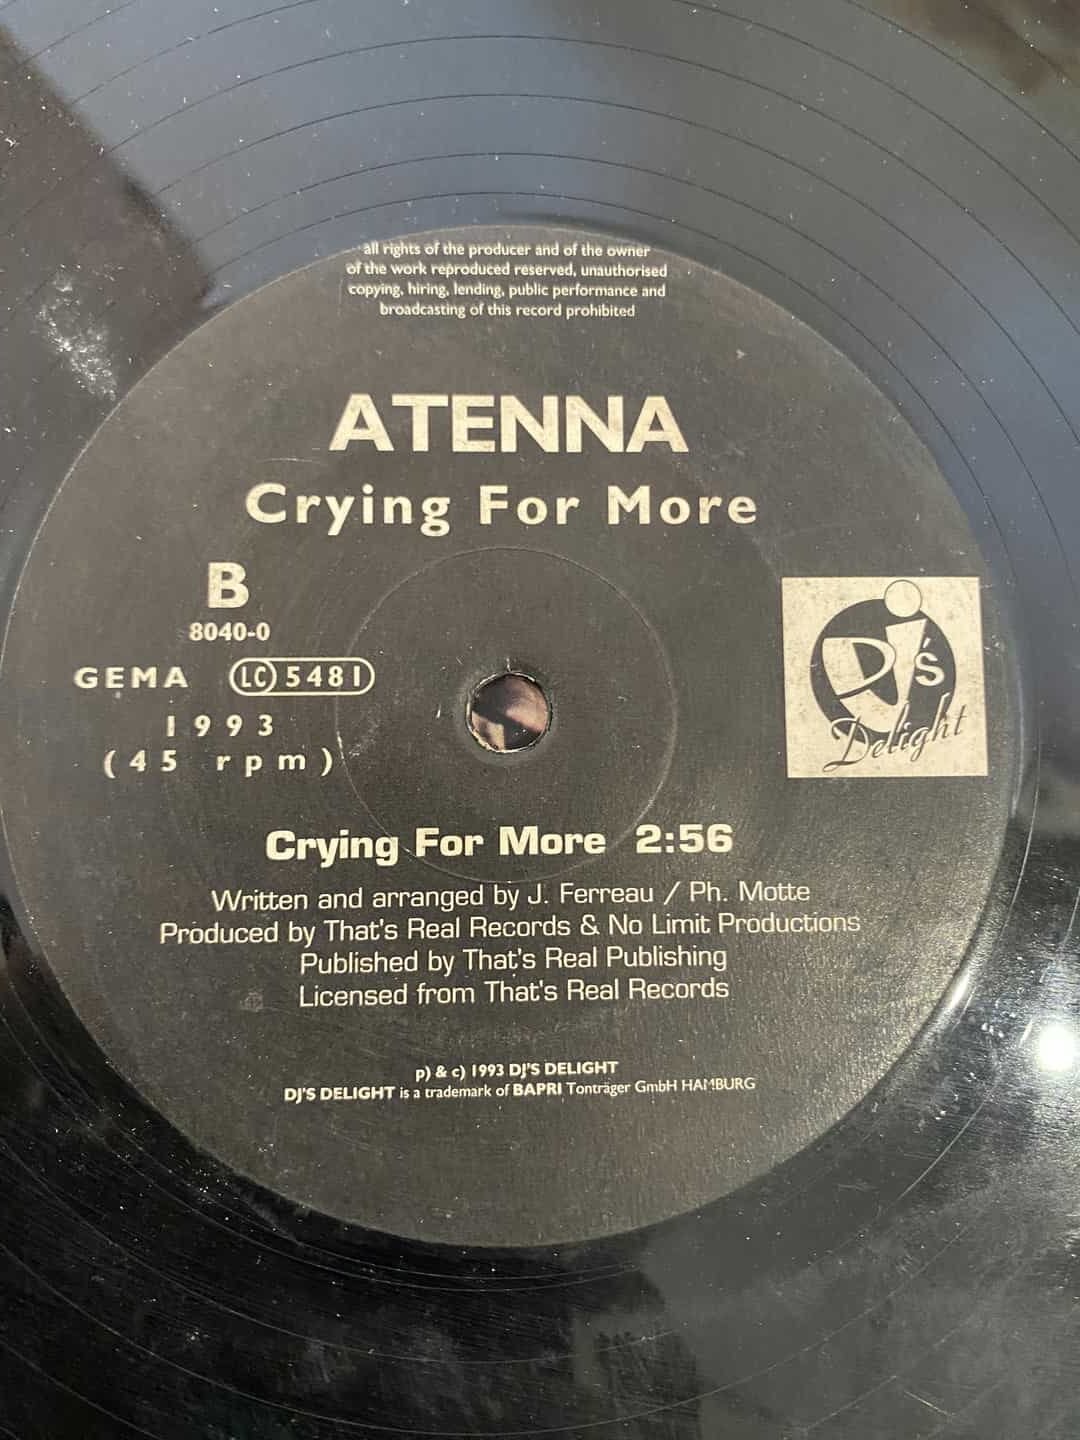 all rights of the producer and of the owner
of the work reproduced reserved, unauthorised
copying, hiring, lending, public performance and
broadcasting of this record prohibited
ATENNA
Crying For More
B
8040-0
GEMA LC 5481
1993
(45 rpm)
DJ's
Delight
Crying For More 2:56
Written and arranged by J. Ferreau / Ph. Motte
Produced by That's Real Records & No Limit Productions
Published by That's Real Publishing
Licensed from That's Real Records
p) & c) 1993 DJ'S DELIGHT
DJ'S DELIGHT is a trademark of BAPRI Tonträger GmbH HAMBURG